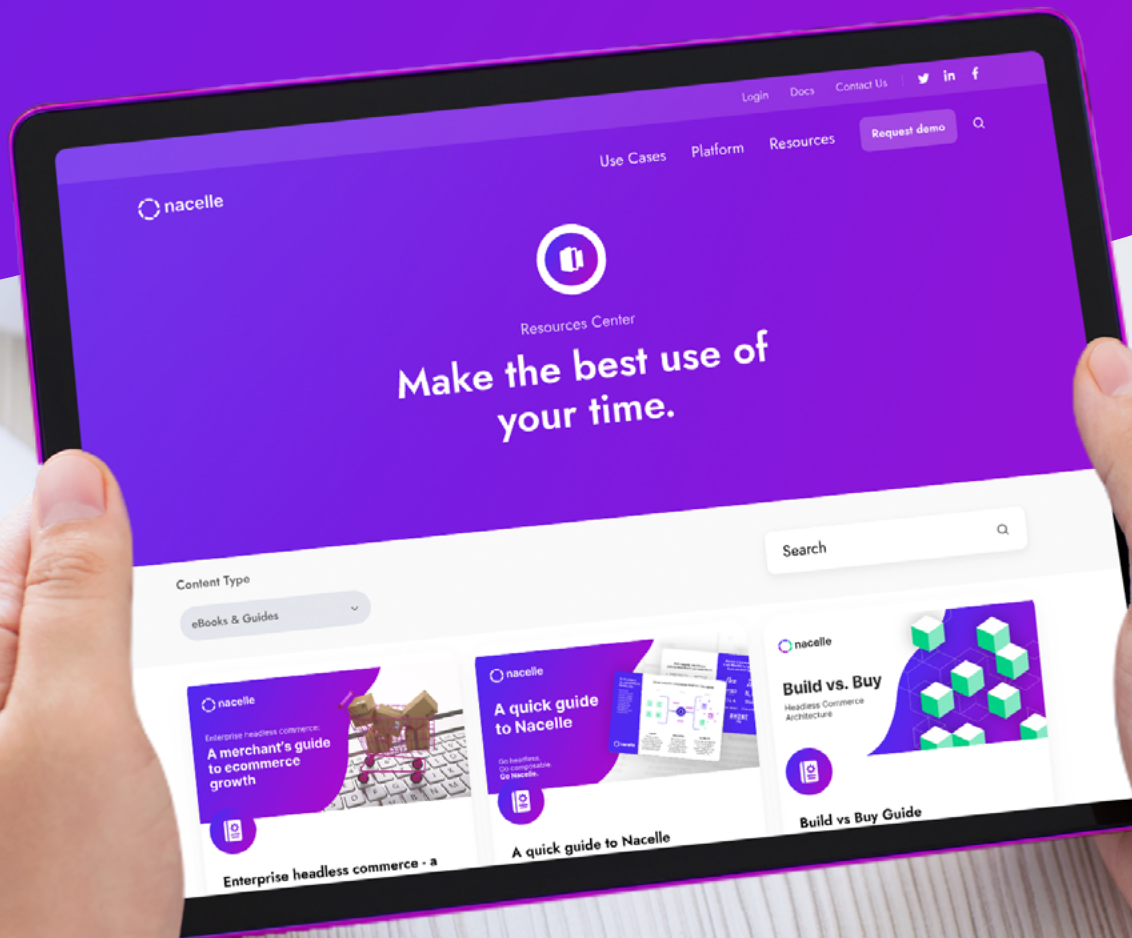 Login Docs Contact Us
Use Cases Platform Resources Request demo
nacelle
Resources Center
Make the best use of
your time.
Search
Content Type
eBooks & Guides
nacelle
Enterprise headless commerce:
A merchant's guide
to ecommerce
growth
Enterprise headless commerce - a
nacelle
A quick guide
to Nacelle
Go headless.
Go composable.
Go Nacelle.
A quick guide to Nacelle
nacelle
Build vs. Buy
Headless Commerce
Architecture
Build vs Buy Guide